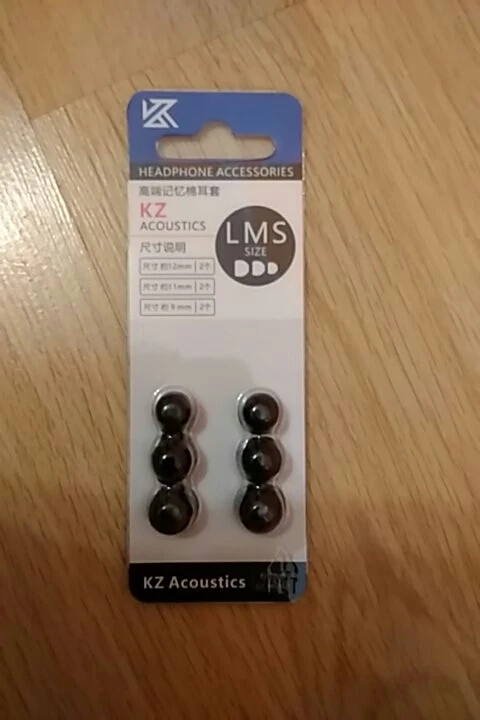 KZ
HEADPHONE ACCESSORIES
高端记忆棉耳套
KZ
ACOUSTICS
LMS
SIZE
尺寸说明
尺寸 约12mm 2个
尺寸 约11mm 2个
尺寸 约 9 mm 2个
KZ Acoustics
PET